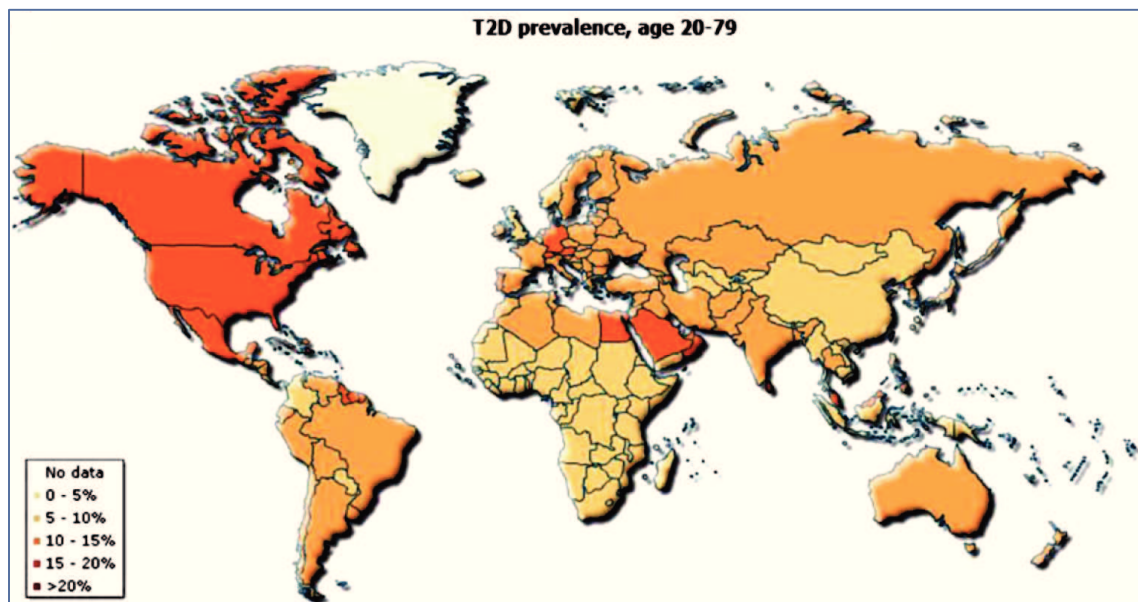 T2D prevalence, age 20-79
No data
0 - 5%
5 - 10%
10 - 15%
15 - 20%
>20%